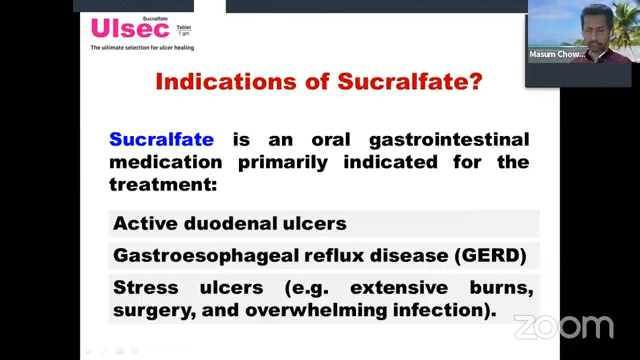 Sucralfate
Ulsec
Tablet
1 gm
The ultimate selection for ulcer healing
Masum Chow...
Indications of Sucralfate?
Sucralfate is an oral gastrointestinal
medication primarily indicated for the
treatment:
Active duodenal ulcers
Gastroesophageal reflux disease (GERD)
Stress ulcers (e.g. extensive burns,
surgery, and overwhelming infection).
zoom